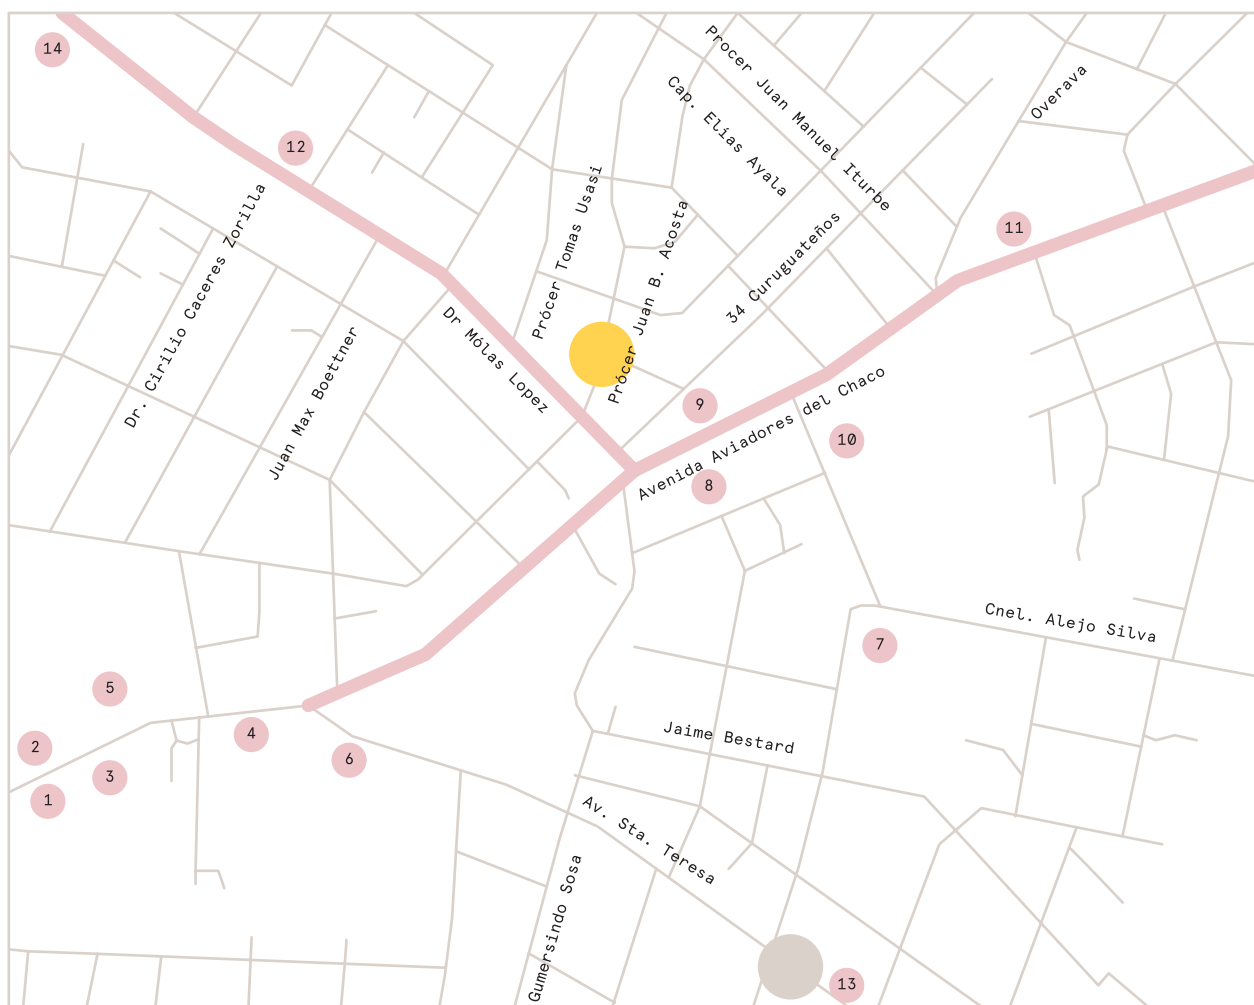 14
Procer Juan Manuel Iturbe
Cap. Elías Ayala
Overava
12
Prócer Tomas Usasi
Dr. Cirilio Caceres Zorilla
Prócer Juan B. Acosta
34 Curuguateños
11
Dr Mólas Lopez
Juan Max Boettner
9
Avenida Aviadores del Chaco
10
8
Cnel. Alejo Silva
7
5
4
Jaime Bestard
2
6
3
1
Av. Sta. Teresa
Gumersindo Sosa
13